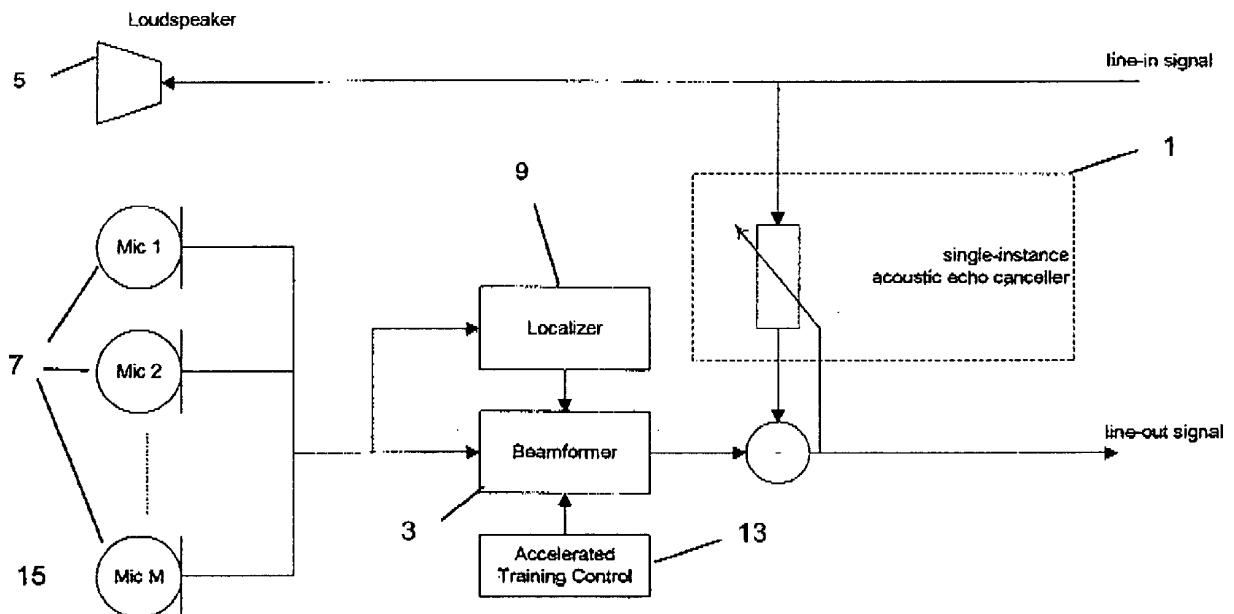 Loudspeaker
5
line-in signal
1
9
Mic 1
single-instance
acoustic echo canceller
Localizer
7
Mic 2
-
line-out signal
Beamformer
3
13
Accelerated
Training Control
15
Mic M